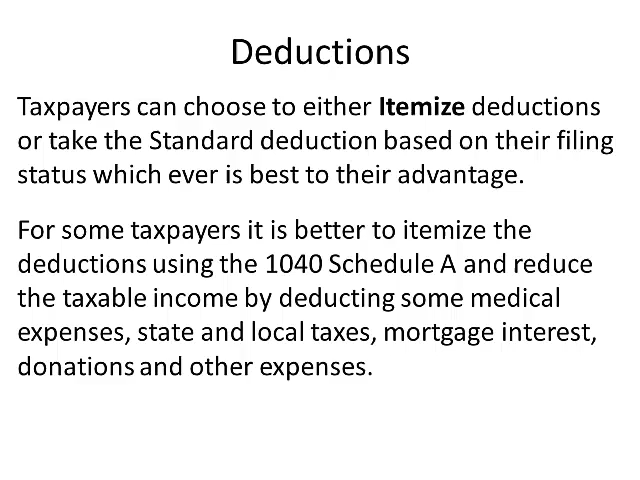 Deductions
Taxpayers can choose to either Itemize deductions
or take the Standard deduction based on their filing
status which ever is best to their advantage.
For some taxpayers it is better to itemize the
deductions using the 1040 Schedule A and reduce
the taxable income by deducting some medical
expenses, state and local taxes, mortgage interest,
donations and other expenses.